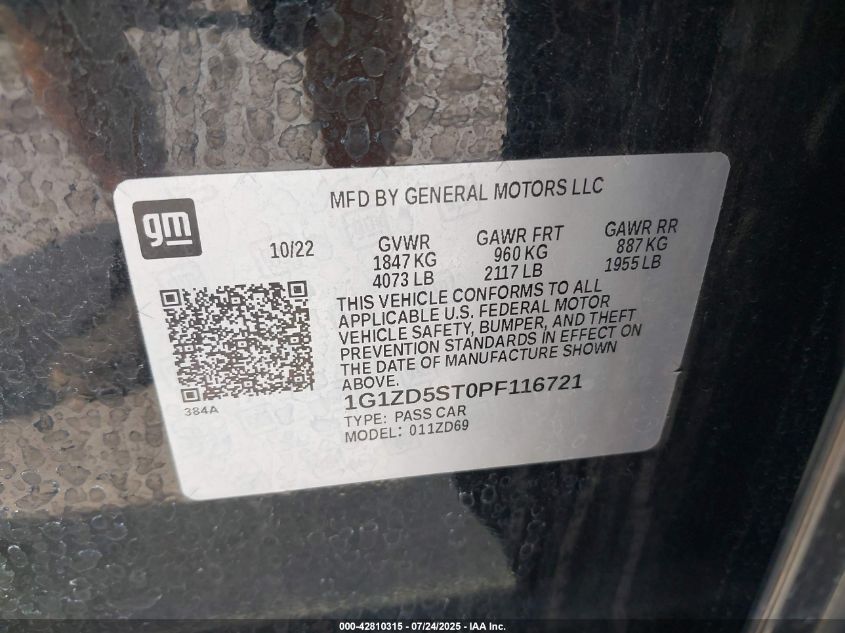 MFD BY GENERAL MOTORS LLC
gm
10/22
GVWR
1847 KG
4073 LB
GAWR FRT
960 KG
2117 LB
GAWR RR
887 KG
1955 LB
THIS VEHICLE CONFORMS TO ALL
APPLICABLE U.S. FEDERAL MOTOR
VEHICLE SAFETY, BUMPER, AND THEFT
PREVENTION STANDARDS IN EFFECT ON
THE DATE OF MANUFACTURE SHOWN
ABOVE.
384A
1G1ZD5ST0PF116721
TYPE: PASS CAR
MODEL: 011ZD69
000-42810315 - 07/24/2025 - IAA Inc.